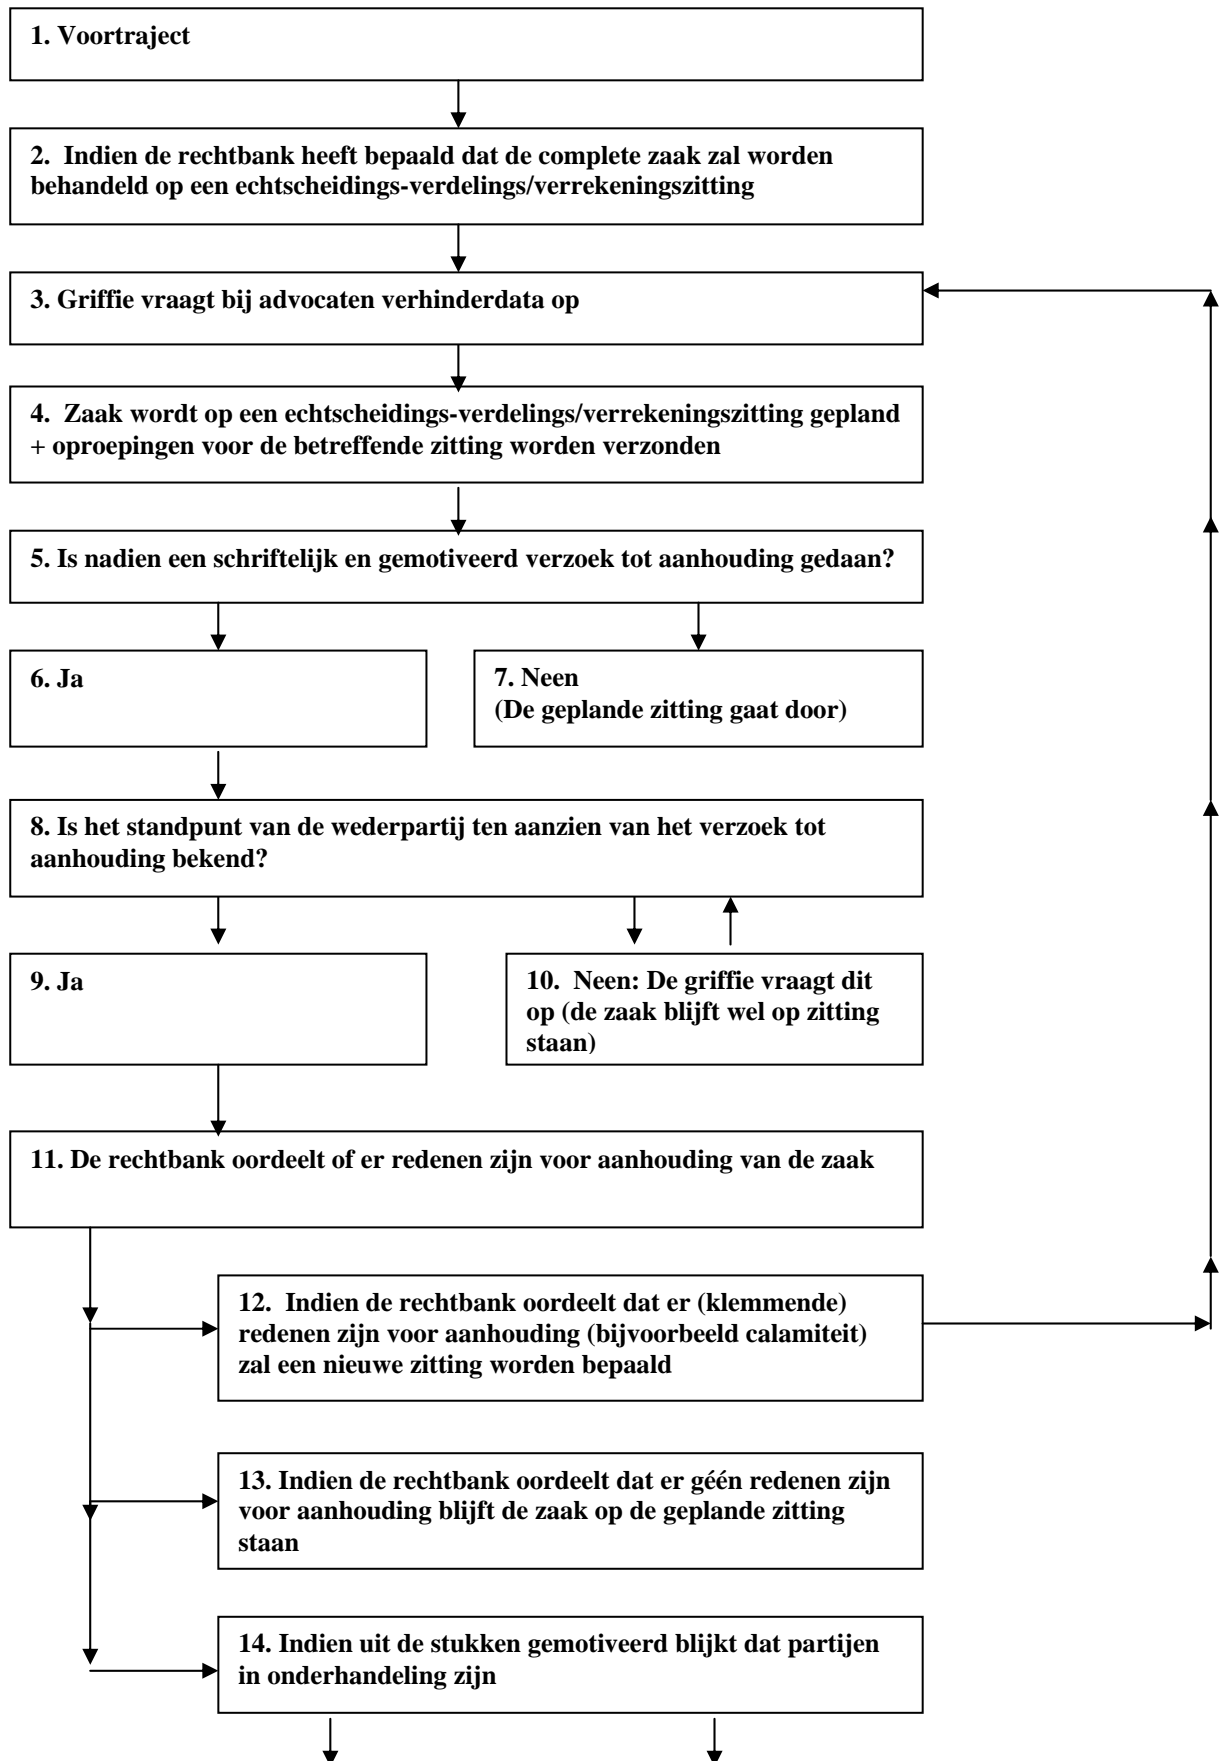 1. Voortraject
2. Indien de rechtbank heeft bepaald dat de complete zaak zal worden
behandeld op een echtscheidings-verdelings/verrekeningszitting
3. Griffie vraagt bij advocaten verhinderdata op
4. Zaak wordt op een echtscheidings-verdelings/verrekeningszitting gepland
+ oproepingen voor de betreffende zitting worden verzonden
5. Is nadien een schriftelijk en gemotiveerd verzoek tot aanhouding gedaan?
6. Ja
7. Neen
(De geplande zitting gaat door)
8. Is het standpunt van de wederpartij ten aanzien van het verzoek tot
aanhouding bekend?
9. Ja
10. Neen: De griffie vraagt dit
op (de zaak blijft wel op zitting
staan)
11. De rechtbank oordeelt of er redenen zijn voor aanhouding van de zaak
12. Indien de rechtbank oordeelt dat er (klemmende)
redenen zijn voor aanhouding (bijvoorbeeld calamiteit)
zal een nieuwe zitting worden bepaald
13. Indien de rechtbank oordeelt dat er géén redenen zijn
voor aanhouding blijft de zaak op de geplande zitting
staan
14. Indien uit de stukken gemotiveerd blijkt dat partijen
in onderhandeling zijn